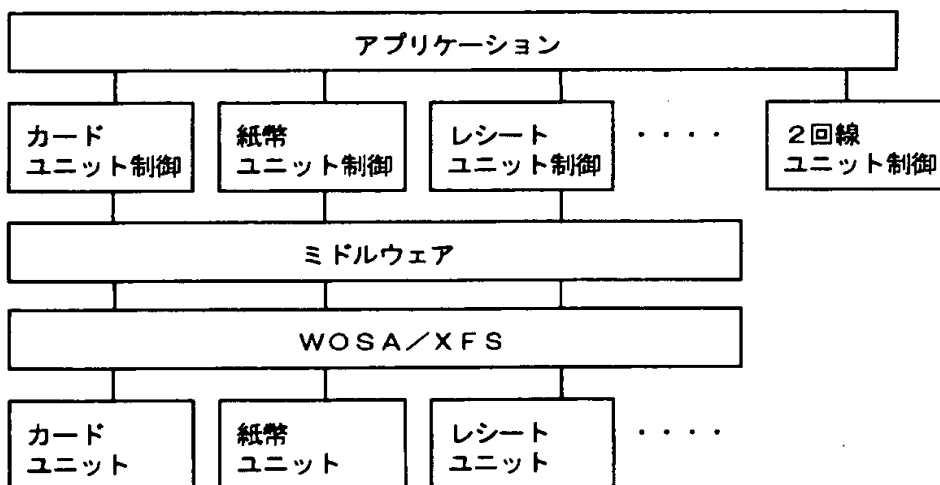 アプリケーション
カード
ユニット制御
紙幣
ユニット制御
レシート
ユニット制御
・・・・
2回線
ユニット制御
ミドルウェア
WOSA/XFS
カード
ユニット
紙幣
ユニット
レシート
ユニット
・・・・